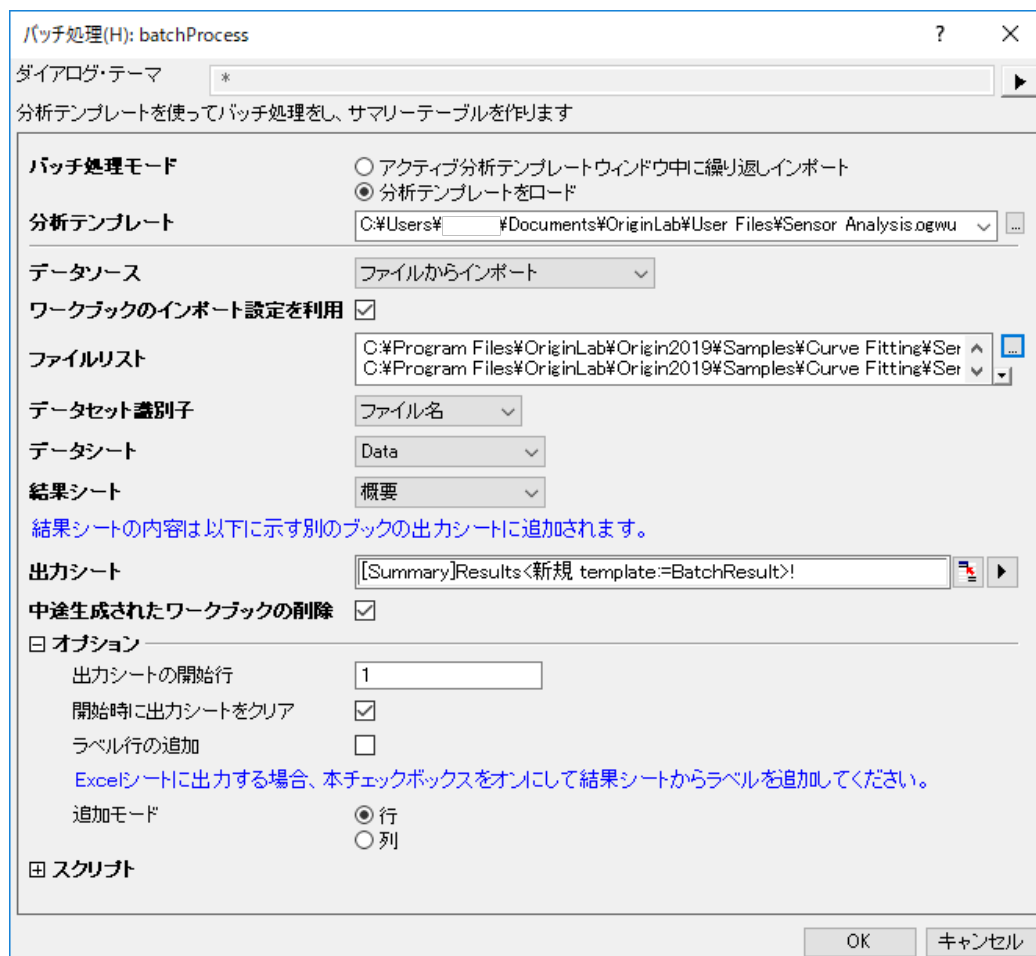 バッチ処理(H): batchProcess
ダイアログ・テーマ *
分析テンプレートを使ってバッチ処理をし、サマリーテーブルを作ります
バッチ処理モード アクティブ分析テンプレートウィンドウ中に繰り返しインポート
分析テンプレートをロード
分析テンプレート C:¥Users¥ ¥Documents¥OriginLab¥User Files¥Sensor Analysis.ogwu ...
データソース ファイルからインポート
ワークブックのインポート設定を利用
ファイルリスト C:¥Program Files¥OriginLab¥Origin2019¥Samples¥Curve Fitting¥Ser ...
C:¥Program Files¥OriginLab¥Origin2019¥Samples¥Curve Fitting¥Ser
データセット識別子 ファイル名
データシート Data
結果シート 概要
結果シートの内容は以下に示す別のブックの出力シートに追加されます。
出力シート [Summary]Results<新規 template:=BatchResult>!
中途生成されたワークブックの削除
オプション
出力シートの開始行 1
開始時に出力シートをクリア
ラベル行の追加
Excelシートに出力する場合、本チェックボックスをオンにして結果シートからラベルを追加してください。
追加モード 行
列
スクリプト
OK キャンセル